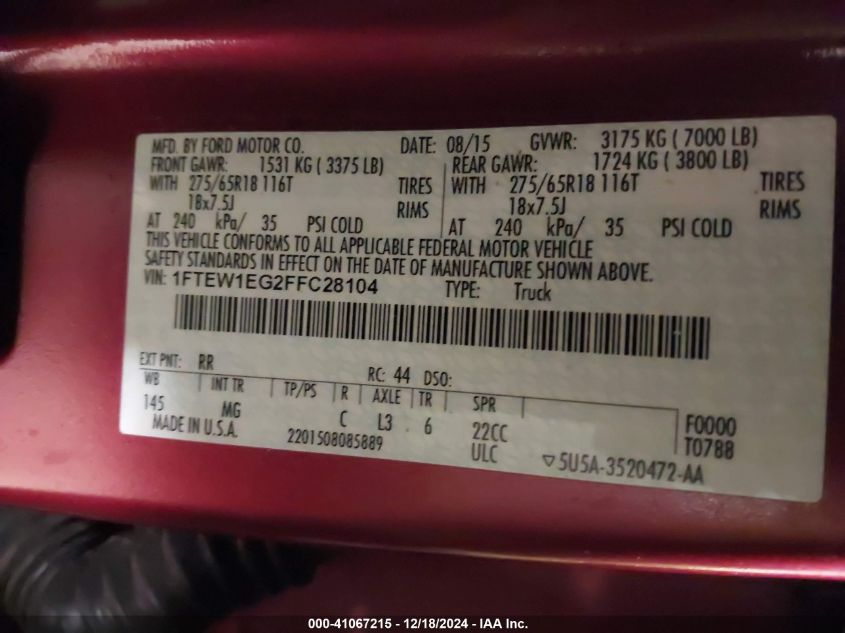 MFD. BY FORD MOTOR CO. DATE: 08/15 GVWR: 3175 KG ( 7000 LB)
FRONT GAWR: 1531 KG ( 3375 LB) REAR GAWR: 1724 KG ( 3800 LB)
WITH 275/65R18 116T TIRES WITH 275/65R18 116T TIRES
18x7.5J RIMS 18x7.5J RIMS
AT 240 kPa/ 35 PSI COLD AT 240 kPa/ 35 PSI COLD
THIS VEHICLE CONFORMS TO ALL APPLICABLE FEDERAL MOTOR VEHICLE
SAFETY STANDARDS IN EFFECT ON THE DATE OF MANUFACTURE SHOWN ABOVE.
VIN: 1FTEW1EG2FFC28104 TYPE: Truck
EXT PNT: RR RC: 44 DSO:
WB INT TR TP/PS R AXLE TR SPR
145 MG C L3 6 22CC F0000
MADE IN U.S.A. 2201508085889 ULC T0788
▽5U5A-3520472-AA
000-41067215 - 12/18/2024 - IAA Inc.